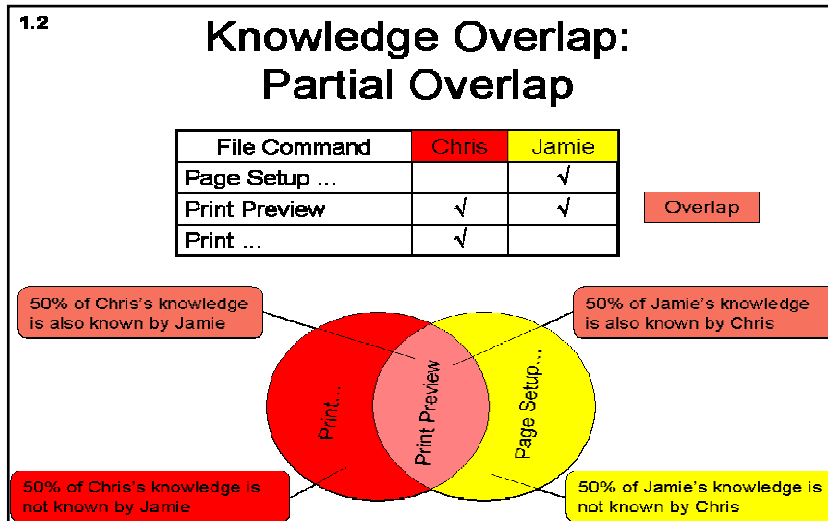 1.2
Knowledge Overlap:
Partial Overlap
File Command Chris Jamie
Page Setup ... √
Print Preview √ √
Print ... √
Overlap
50% of Chris's knowledge
is also known by Jamie
50% of Jamie's knowledge
is also known by Chris
Print...
Print Preview
Page Setup...
50% of Chris's knowledge is
not known by Jamie
50% of Jamie's knowledge is
not known by Chris